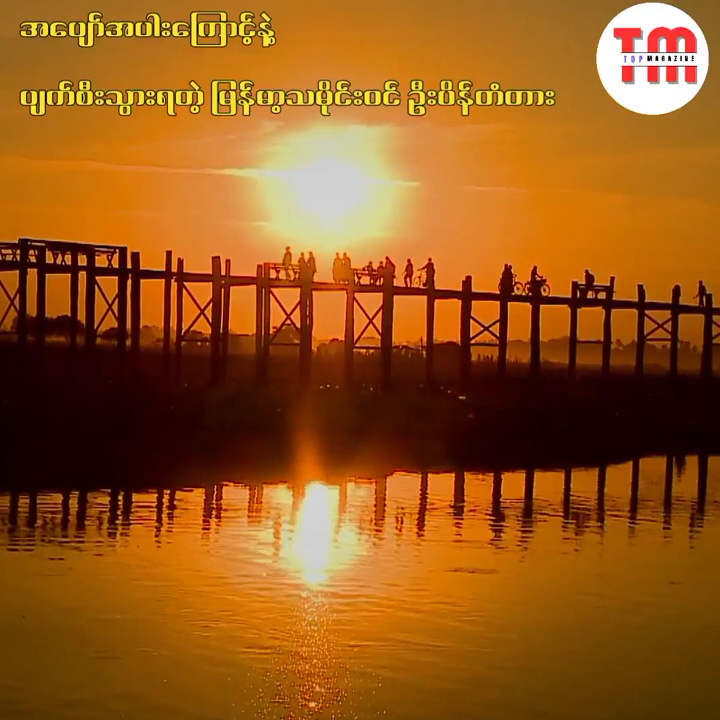 အပျော်အပါးကြောင့်နဲ့
ပျက်စီးသွားရတဲ့ မြန်မာ့သမိုင်းဝင် ဦးပိန်တံတား
TM
TOP MAGAZINE